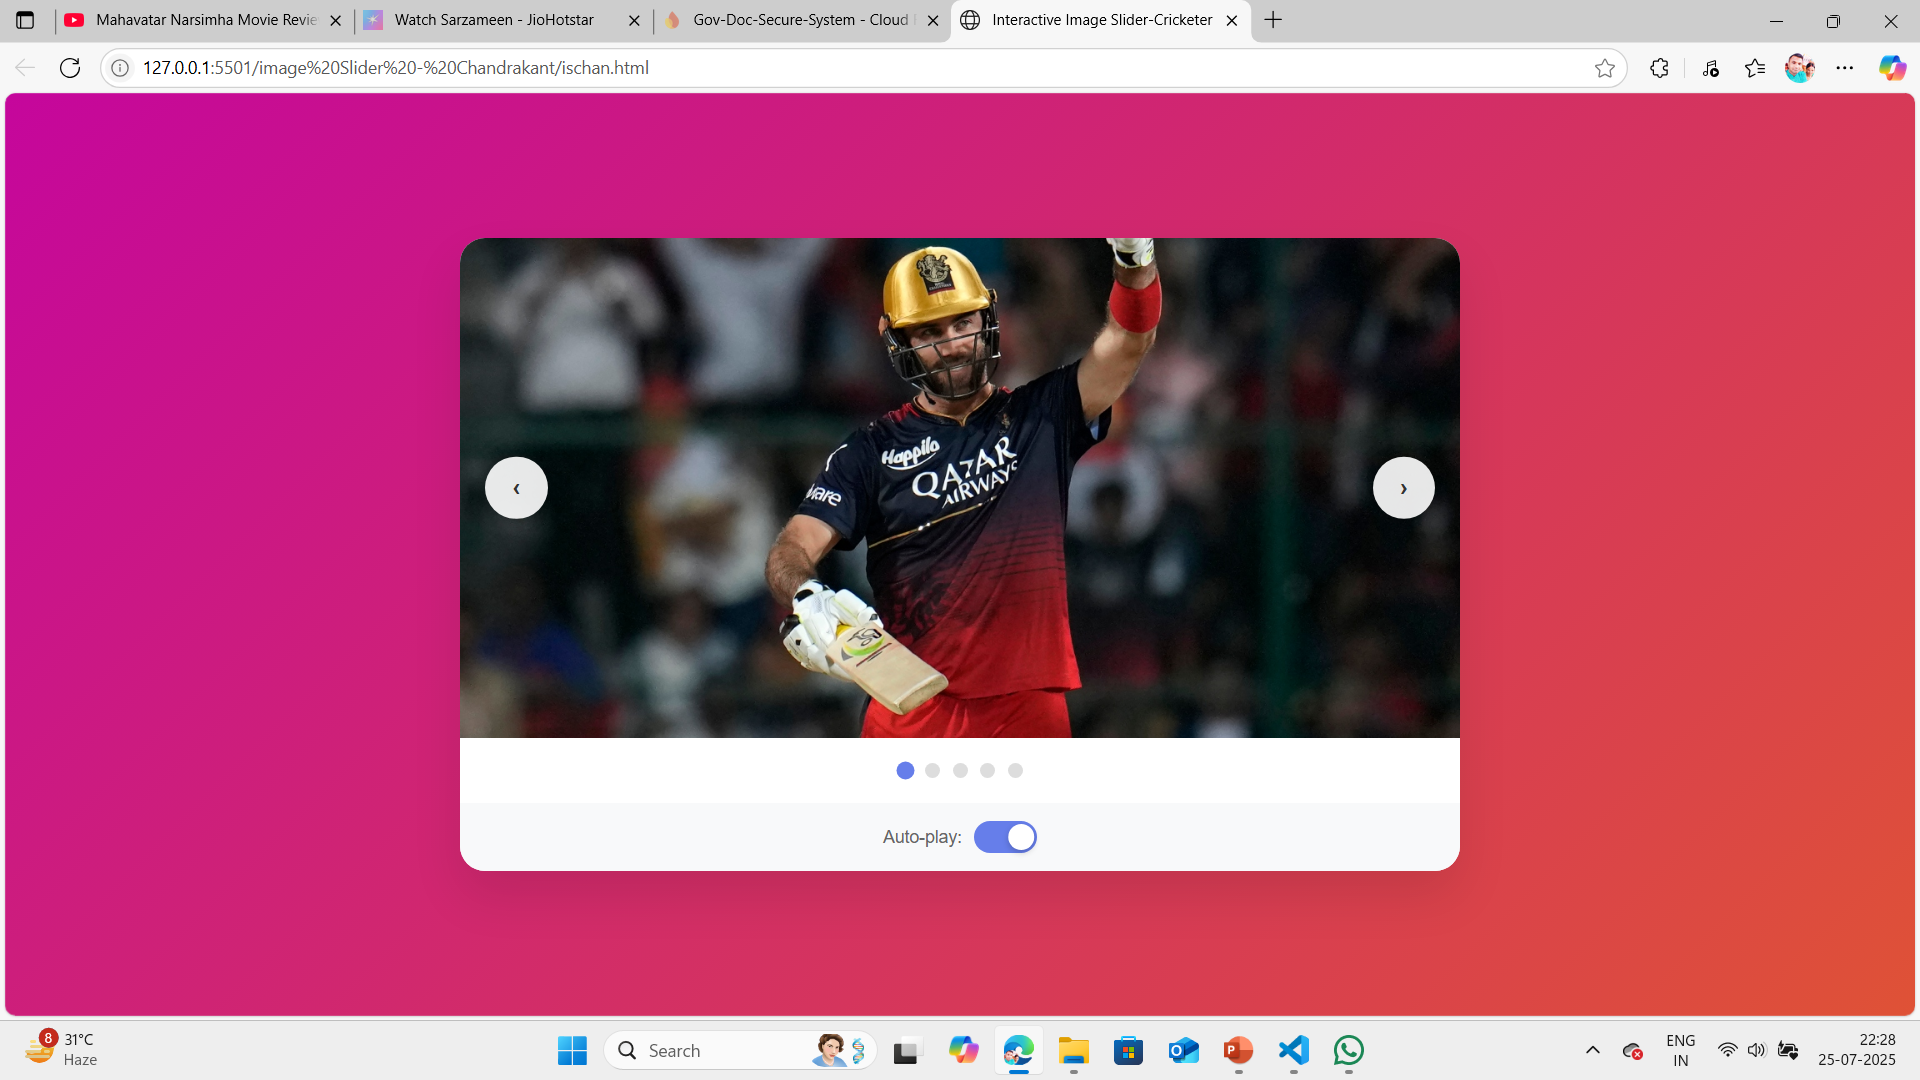 Mahavatar Narsimha Movie Revie
Watch Sarzameen - JioHotstar
Gov-Doc-Secure-System - Cloud
Interactive Image Slider-Cricketer
127.0.0.1:5501/image%20Slider%20-%20Chandrakant/ischan.html
Happilo
QATAR
AIRWAYS
‹
›
Auto-play:
8
31°C
Haze
Search
ENG
IN
22:28
25-07-2025